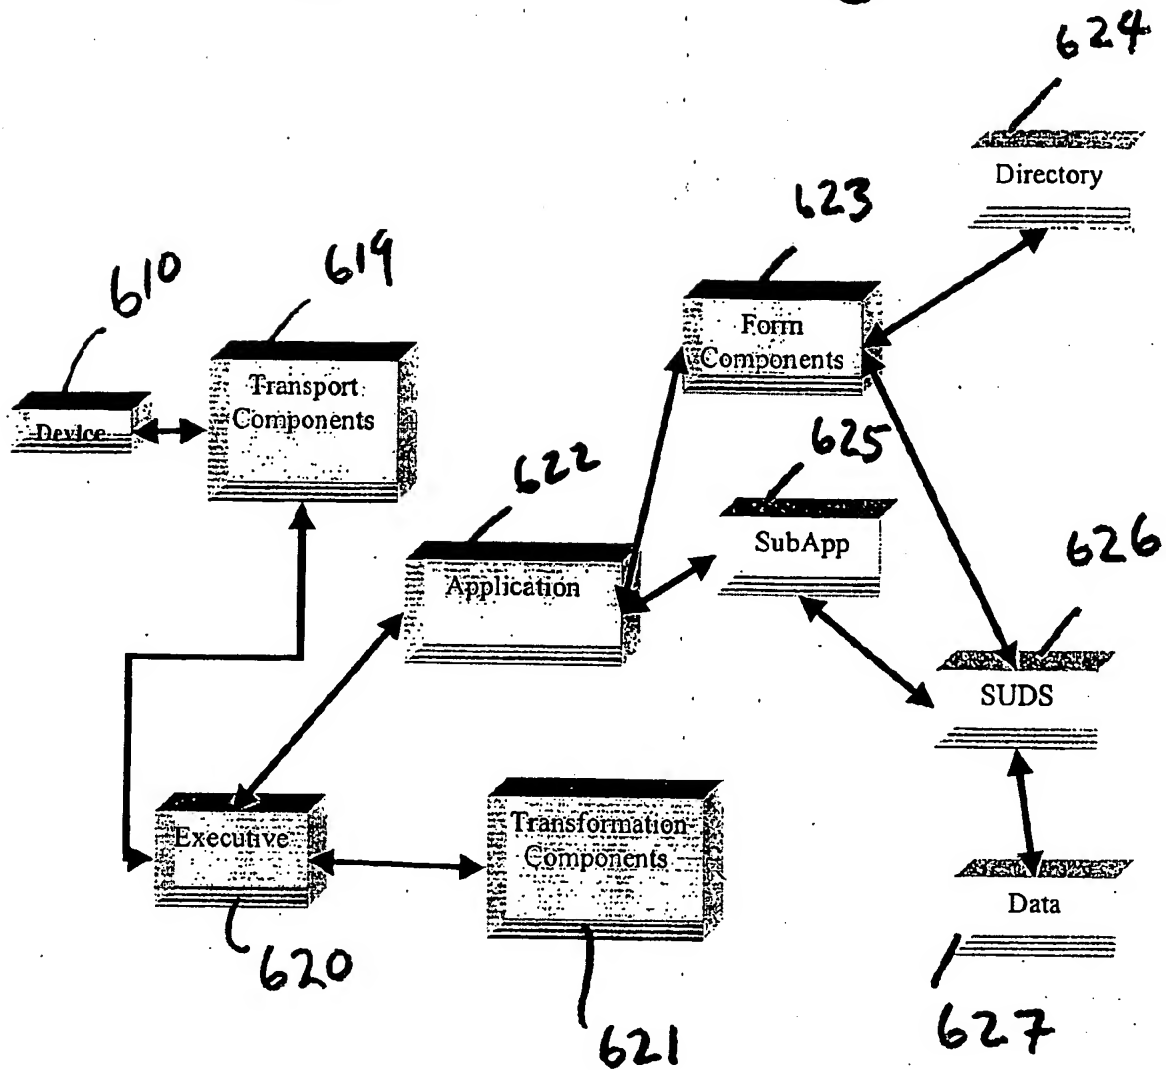 624
Directory
623
610
619
Form
Components
Transport
Components
Device
625
622
SubApp
626
Application
SUDS
Executive
Transformation
Components
Data
620
621
627